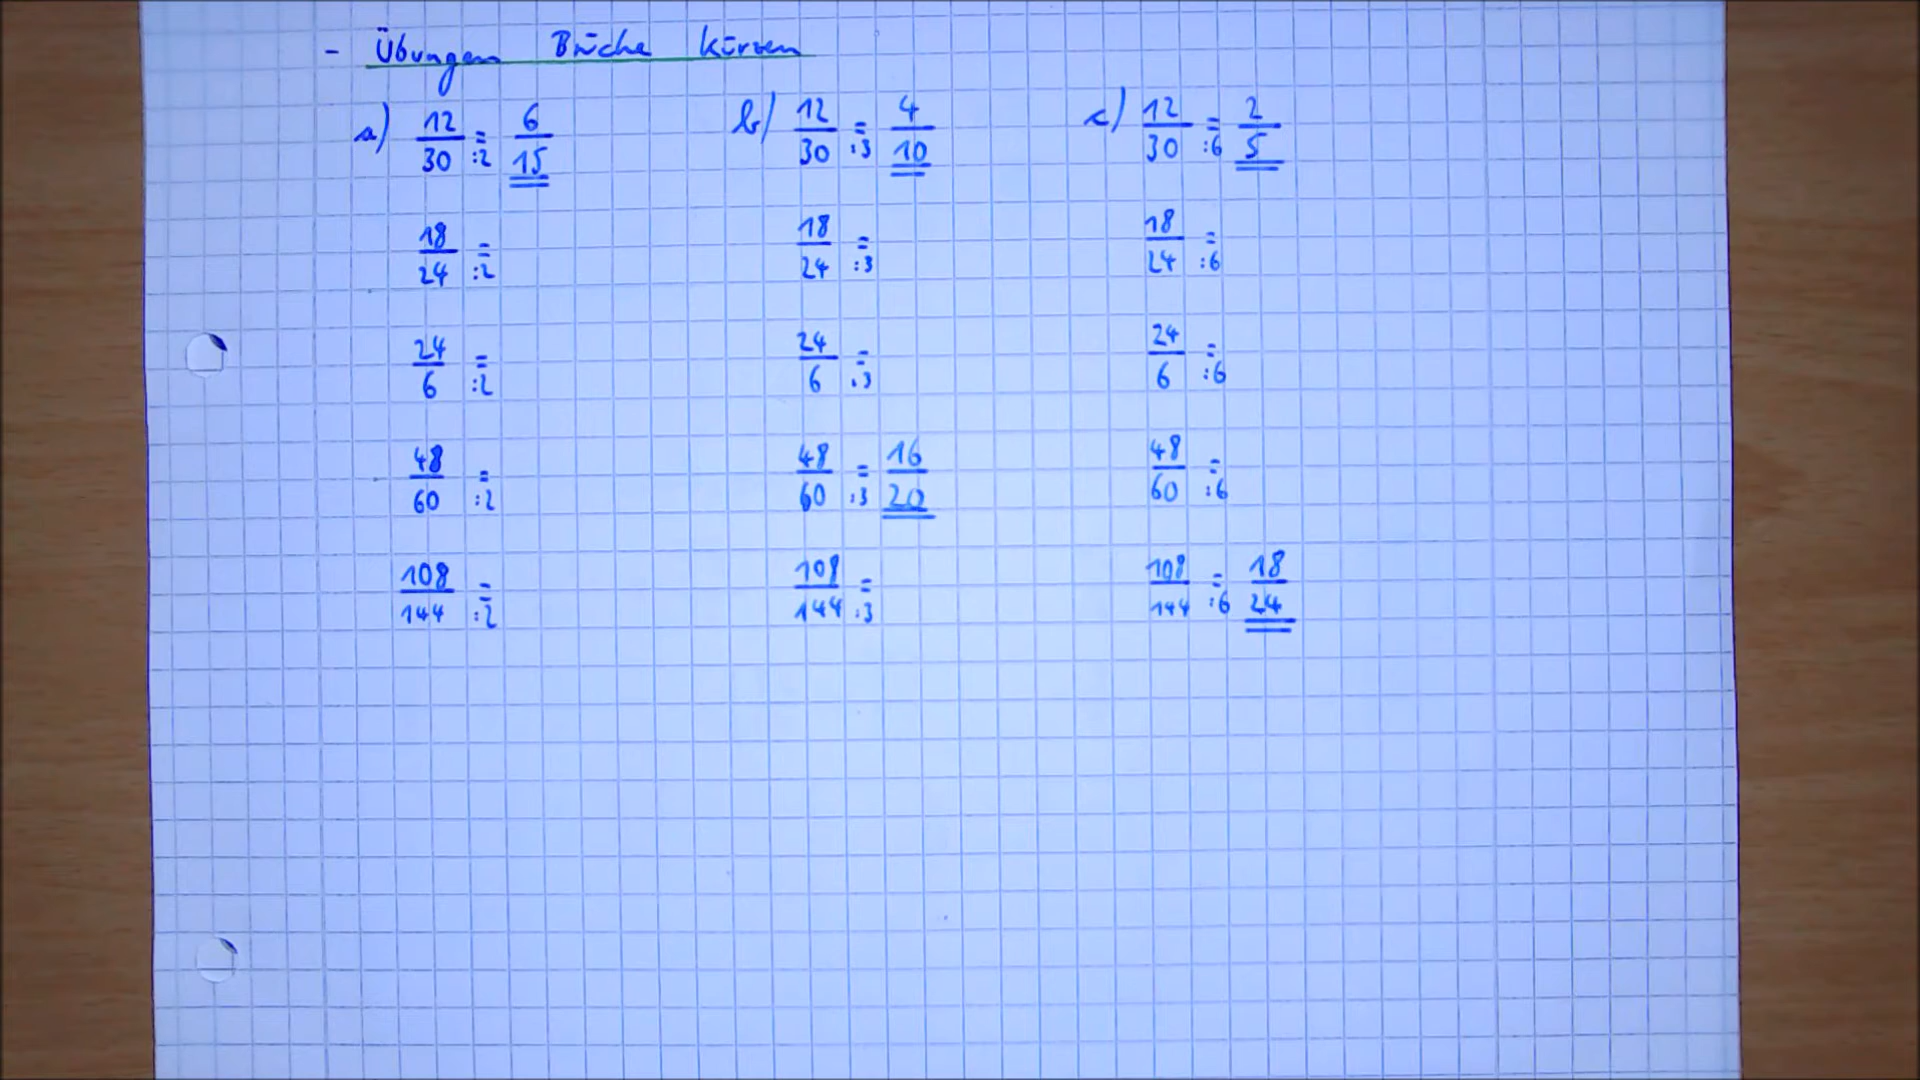 - Übungen Brüche kürzen
a) 12/30 =:2 6/15 b) 12/30 =:3 4/10 c) 12/30 =:6 2/5
18/24 =:2 18/24 =:3 18/24 =:6
24/6 =:2 24/6 =:3 24/6 =:6
48/60 =:2 48/60 =:3 16/20 48/60 =:6
108/144 =:2 108/144 =:3 108/144 =:6 18/24